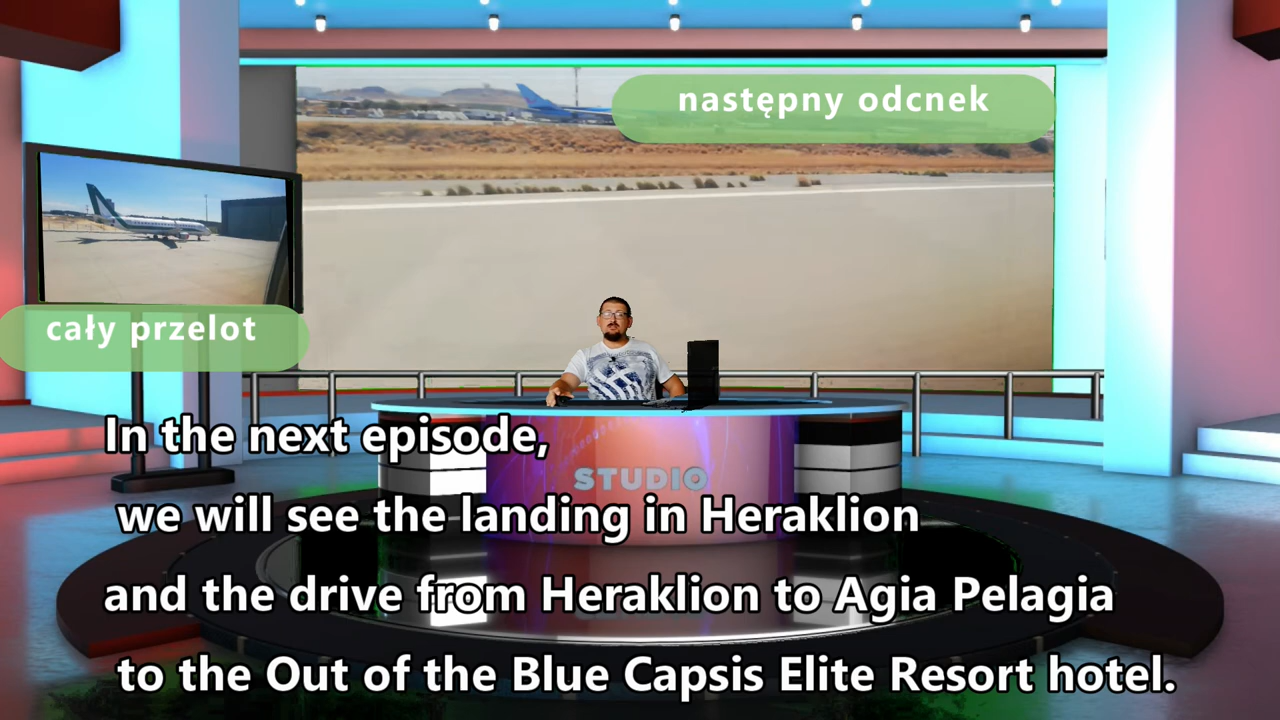 następny odcnek
cały przelot
STUDIO
In the next episode,
we will see the landing in Heraklion
and the drive from Heraklion to Agia Pelagia
to the Out of the Blue Capsis Elite Resort hotel.